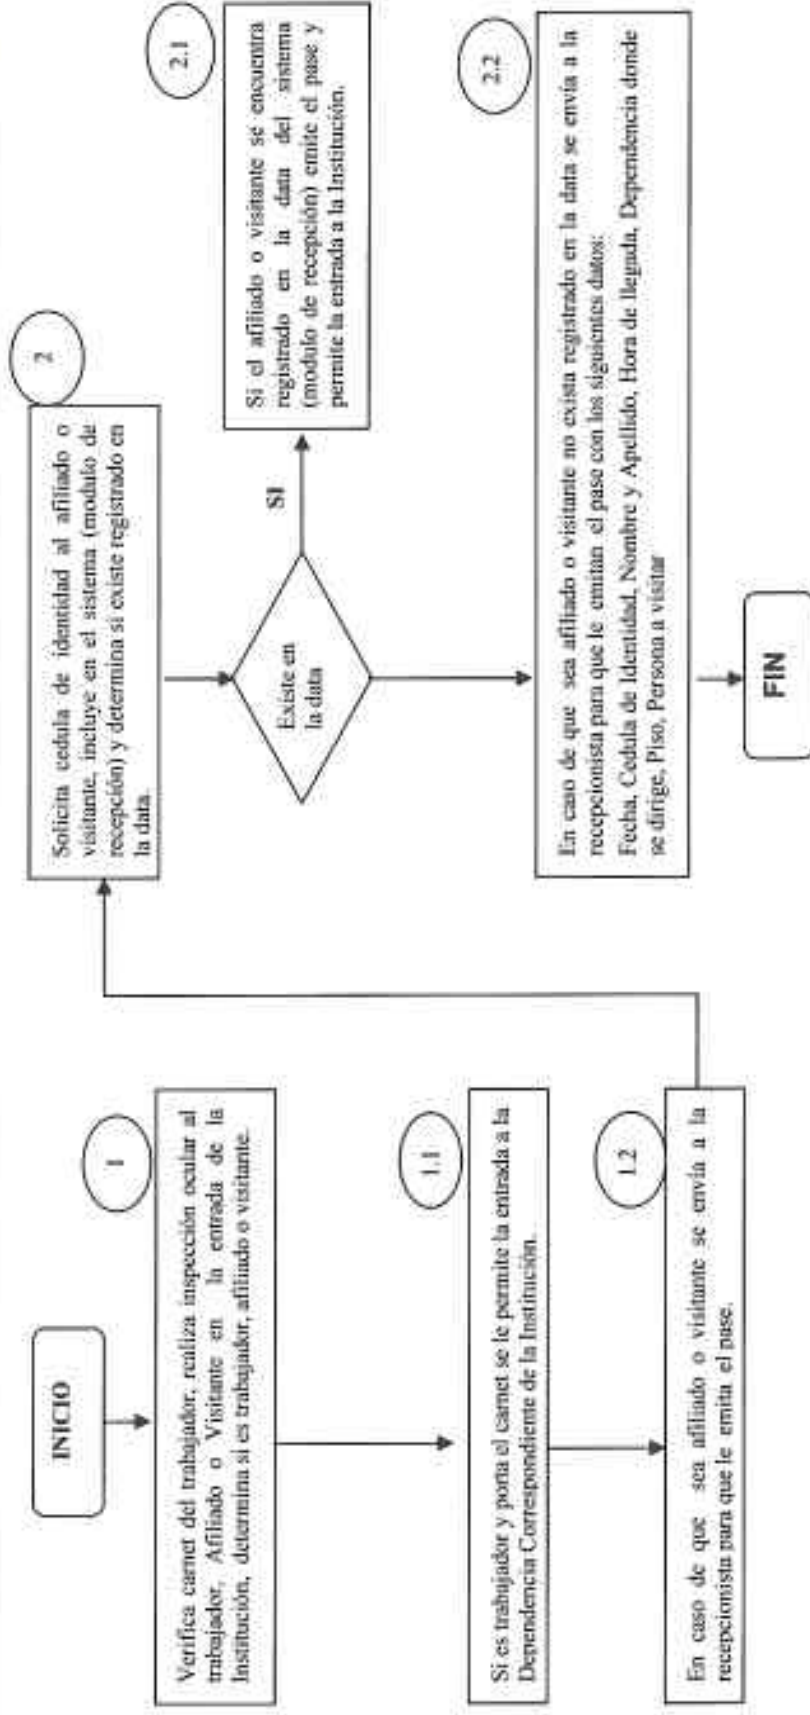 INICIO
1
Verifica carnet del trabajador, realiza inspección ocular al
trabajador, Afiliado o Visitante en la entrada de la
Institución, determina si es trabajador, afiliado o visitante.
1.1
Si es trabajador y porta el carnet se le permite la entrada a la
Dependencia Correspondiente de la Institución.
1.2
En caso de que sea afiliado o visitante se envía a la
recepcionista para que le emita el pase.
2
Solicita cedula de identidad al afiliado o
visitante, incluye en el sistema (modulo de
recepción) y determina si existe registrado en
la data.
Existe en
la data
SI
2.1
Si el afiliado o visitante se encuentra
registrado en la data del sistema
(modulo de recepción) emite el pase y
permite la entrada a la Institución.
2.2
En caso de que sea afiliado o visitante no exista registrado en la data se envía a la
recepcionista para que le emitan el pase con los siguientes datos:
Fecha, Cedula de Identidad, Nombre y Apellido, Hora de llegada, Dependencia donde
se dirige, Piso, Persona a visitar
FIN